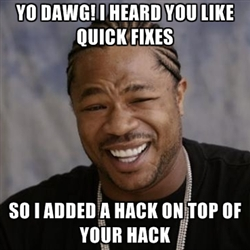 YO DAWG! I HEARD YOU LIKE
QUICK FIXES
SO I ADDED A HACK ON TOP OF
YOUR HACK